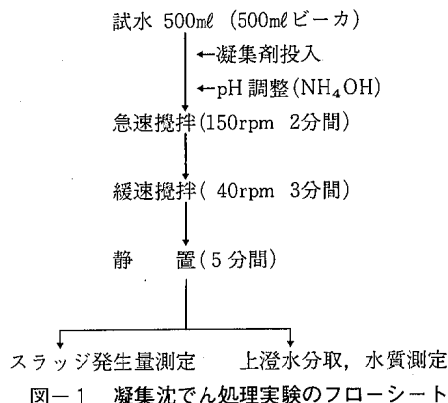 試水 500㎖ (500㎖ビーカ)
←凝集剤投入
←pH 調整(NH₄OH)
急速攪拌(150rpm 2分間)
緩速攪拌( 40rpm 3分間)
静 置(5分間)
スラッジ発生量測定 上澄水分取，水質測定
図－1 凝集沈でん処理実験のフローシート